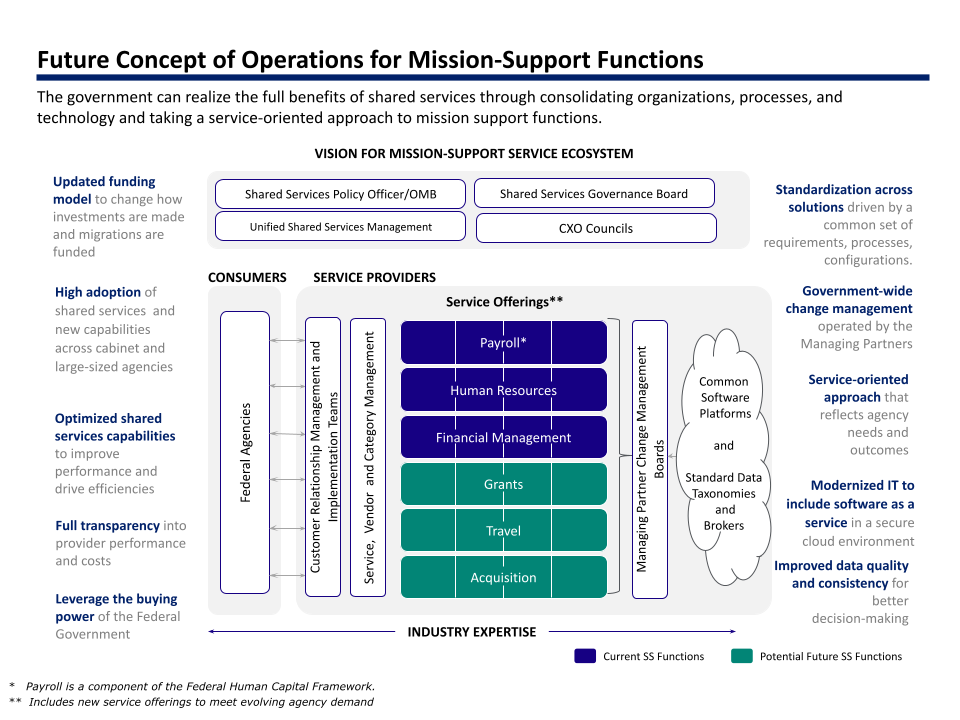 Future Concept of Operations for Mission-Support Functions
The government can realize the full benefits of shared services through consolidating organizations, processes, and
technology and taking a service-oriented approach to mission support functions.
VISION FOR MISSION-SUPPORT SERVICE ECOSYSTEM
Updated funding
model to change how
investments are made
and migrations are
funded
High adoption of
shared services and
new capabilities
across cabinet and
large-sized agencies
Optimized shared
services capabilities
to improve
performance and
drive efficiencies
Full transparency into
provider performance
and costs
Leverage the buying
power of the Federal
Government
Shared Services Policy Officer/OMB
Shared Services Governance Board
Unified Shared Services Management
CXO Councils
CONSUMERS
SERVICE PROVIDERS
Service Offerings**
Federal Agencies
Customer Relationship Management and
Implementation Teams
Service, Vendor and Category Management
Payroll*
Human Resources
Financial Management
Grants
Travel
Acquisition
Managing Partner Change Management
Boards
Common
Software
Platforms
and
Standard Data
Taxonomies
and
Brokers
Standardization across
solutions driven by a
common set of
requirements, processes,
configurations.
Government-wide
change management
operated by the
Managing Partners
Service-oriented
approach that
reflects agency
needs and
outcomes
Modernized IT to
include software as a
service in a secure
cloud environment
Improved data quality
and consistency for
better
decision-making
INDUSTRY EXPERTISE
Current SS Functions
Potential Future SS Functions
* Payroll is a component of the Federal Human Capital Framework.
** Includes new service offerings to meet evolving agency demand